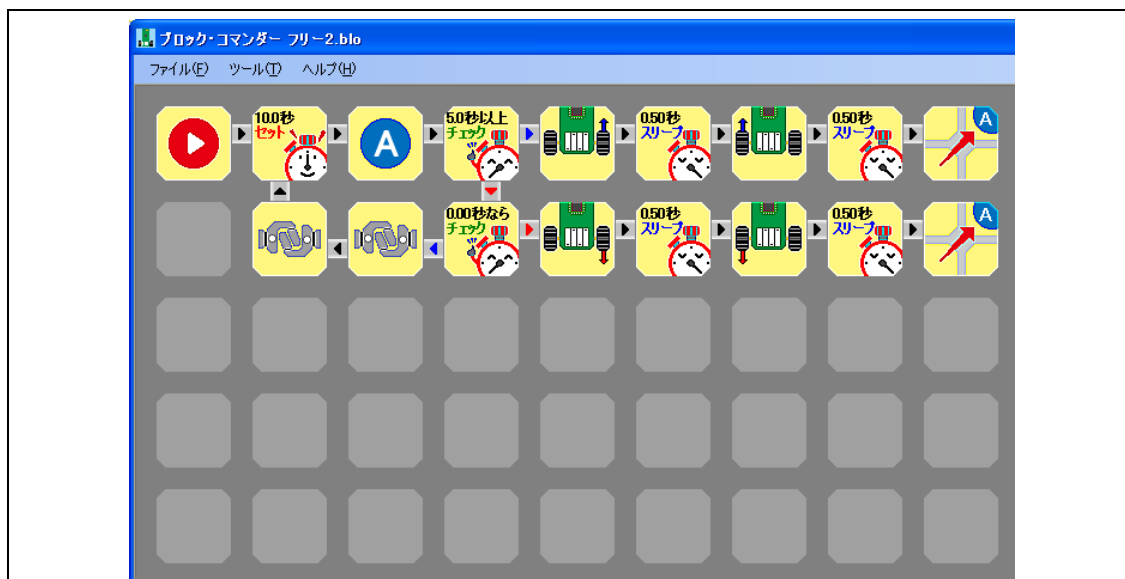 ブロック・コマンダー フリー2.blo
ファイル(F) ツール(T) ヘルプ(H)
10.0秒
セット
A
5.0秒以上
チェック
0.50秒
スリープ
0.50秒
スリープ
A
0.00秒なら
チェック
0.50秒
スリープ
0.50秒
スリープ
A